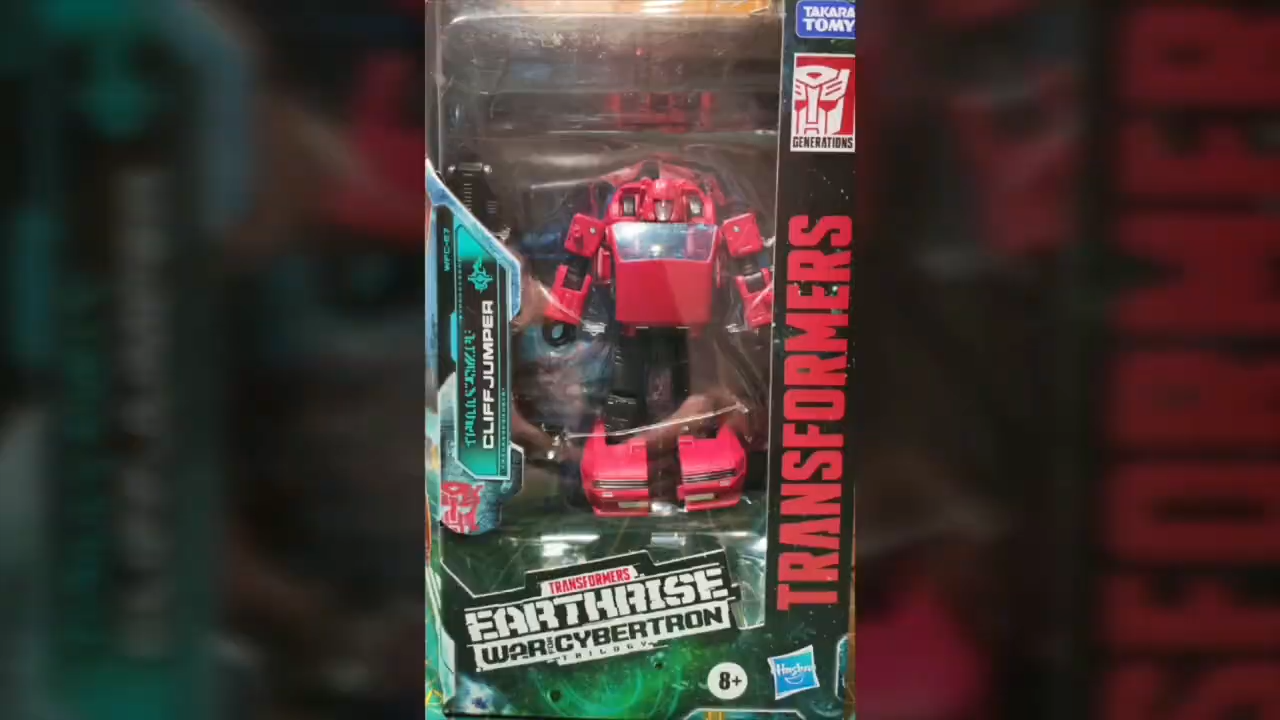 TAKARA
TOMY
GENERATIONS
TRANSFORMERS
WFC-E7
CLIFFJUMPER
TRANSFORMERS
EARTHRISE
WAR FOR CYBERTRON
TRILOGY
8+
Hasbro